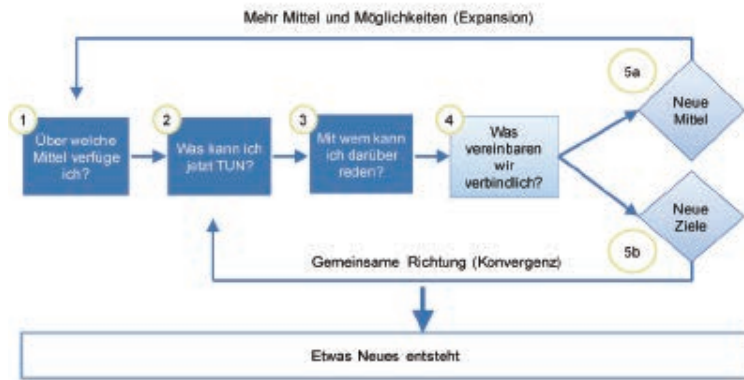 Mehr Mittel und Möglichkeiten (Expansion)
5a
1
2
3
4
Neue
Mittel
Über welche
Mittel verfüge
ich?
Was kann ich
jetzt TUN?
Mit wem kann
ich darüber
reden?
Was
vereinbaren
wir
verbindlich?
Neue
Ziele
5b
Gemeinsame Richtung (Konvergenz)
Etwas Neues entsteht